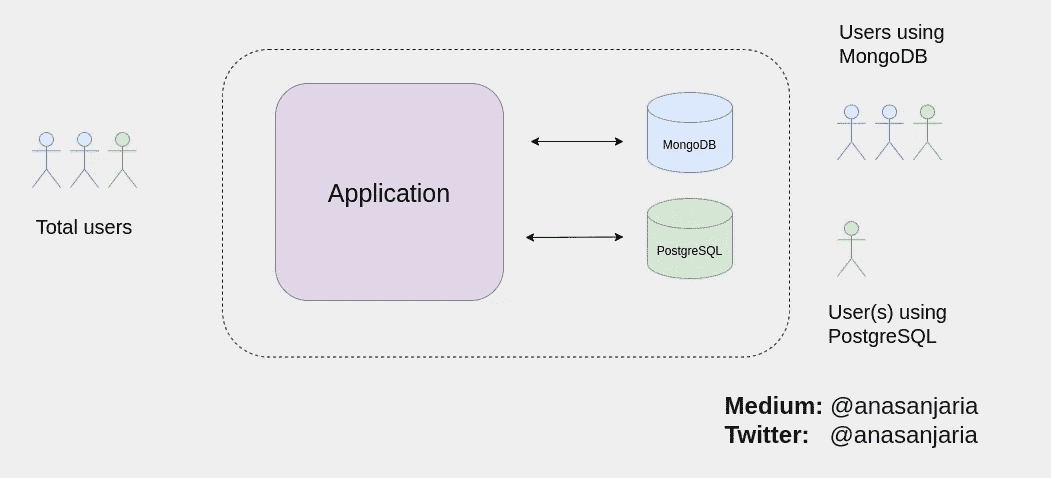 Users using
MongoDB
Total users
Application
MongoDB
PostgreSQL
User(s) using
PostgreSQL
Medium: @anasanjaria
Twitter: @anasanjaria